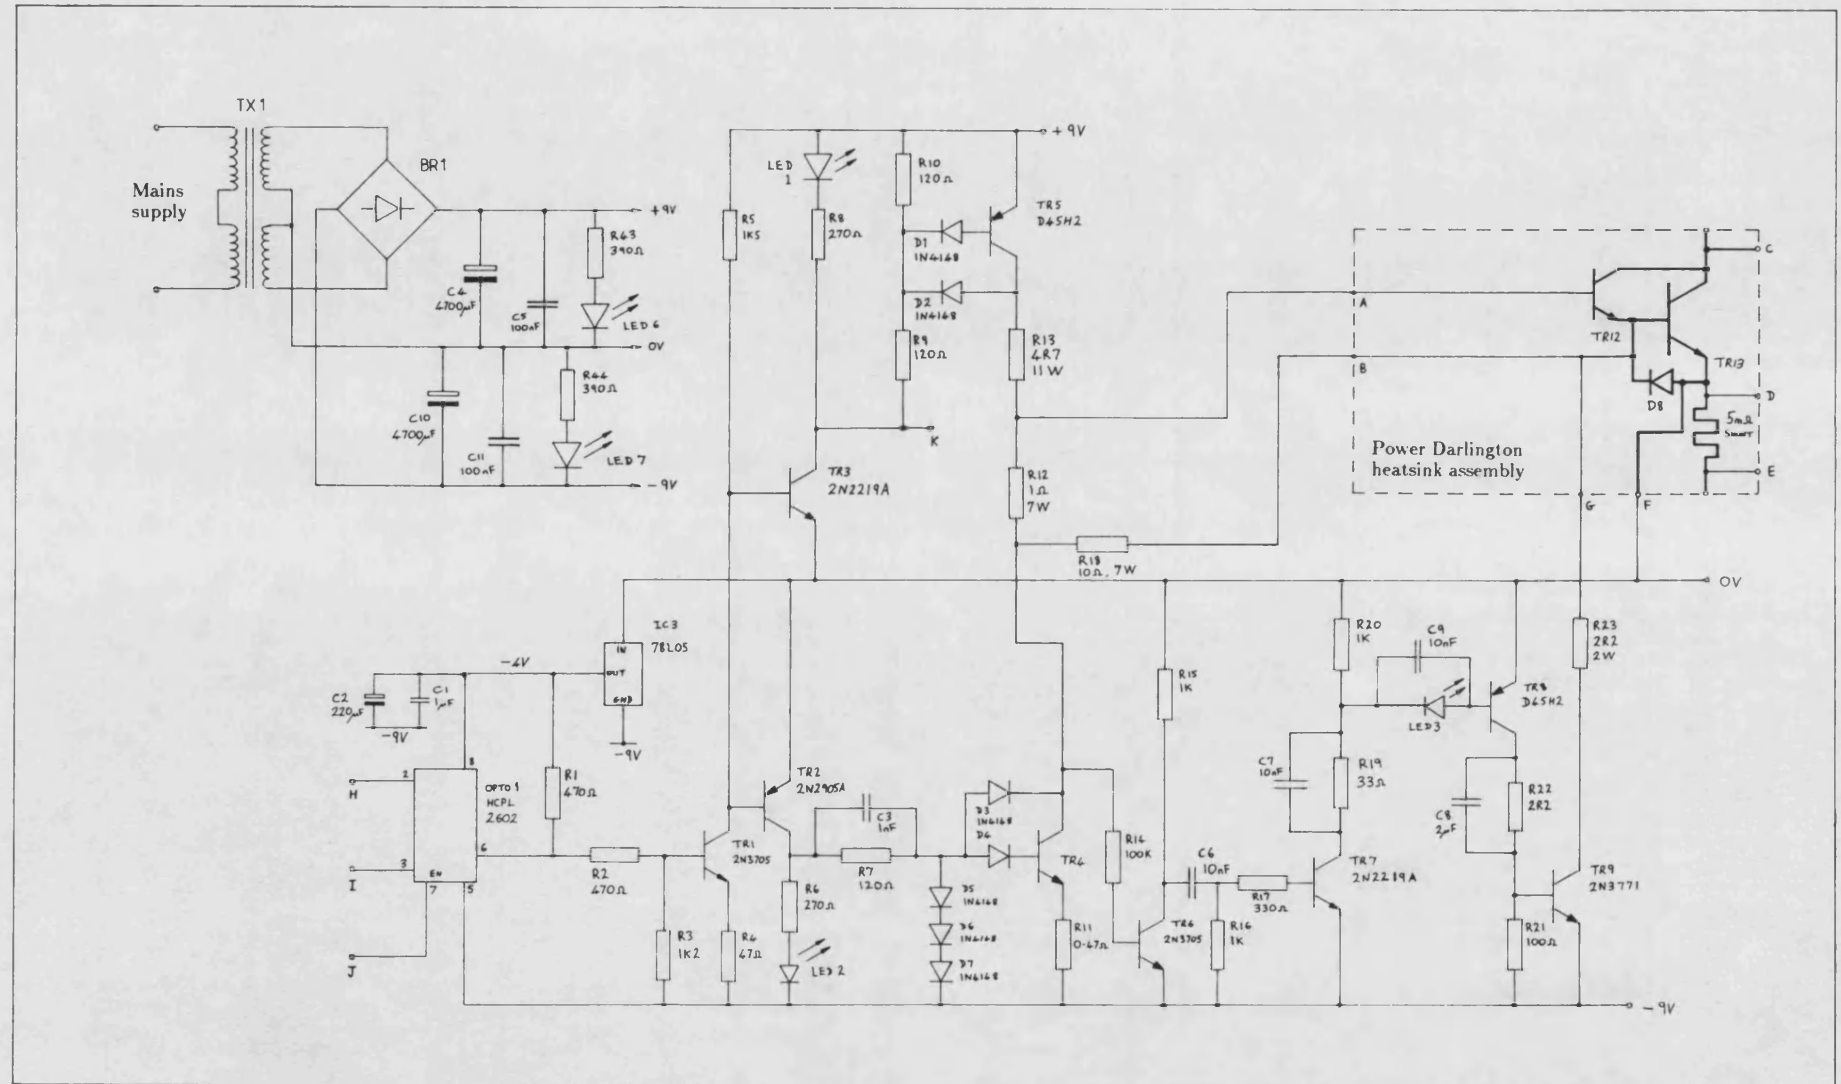 TX1
BR1
Mains
supply
+9V
R43
390Ω
C4
4700µF
C5
100nF
LED 6
0V
R44
390Ω
C10
4700µF
C11
100nF
LED 7
-9V
+9V
LED
1
R10
120Ω
R5
1K5
R8
270Ω
TR5
D45H2
D1
1N4148
D2
1N4148
R9
120Ω
R13
4R7
11W
K
TR3
2N2219A
R12
1Ω
7W
R18
10Ω, 7W
A
B
C
TR12
TR13
D8
D
5mΩ
Power Darlington
heatsink assembly
E
G
F
0V
IC3
78L05
IN
OUT
GND
-9V
-4V
C2
220µF
C1
1µF
-9V
8
2
H
OPTO 1
HCPL
2602
R1
470Ω
6
3
I
EN
7
5
J
R2
470Ω
R3
1K2
R4
47Ω
TR1
2N3705
TR2
2N2905A
C3
1nF
R7
120Ω
R6
270Ω
LED 2
D3
1N4148
D4
D5
1N4148
D6
1N4148
D7
1N4148
TR4
R11
0.47Ω
R14
100K
R15
1K
TR6
2N3705
C6
10nF
R17
330Ω
R16
1K
R20
1K
C9
10nF
LED3
TR8
D45H2
C7
10nF
R19
33Ω
TR7
2N2219A
C8
2µF
R22
2R2
R21
100Ω
R23
2R2
2W
TR9
2N3771
-9V